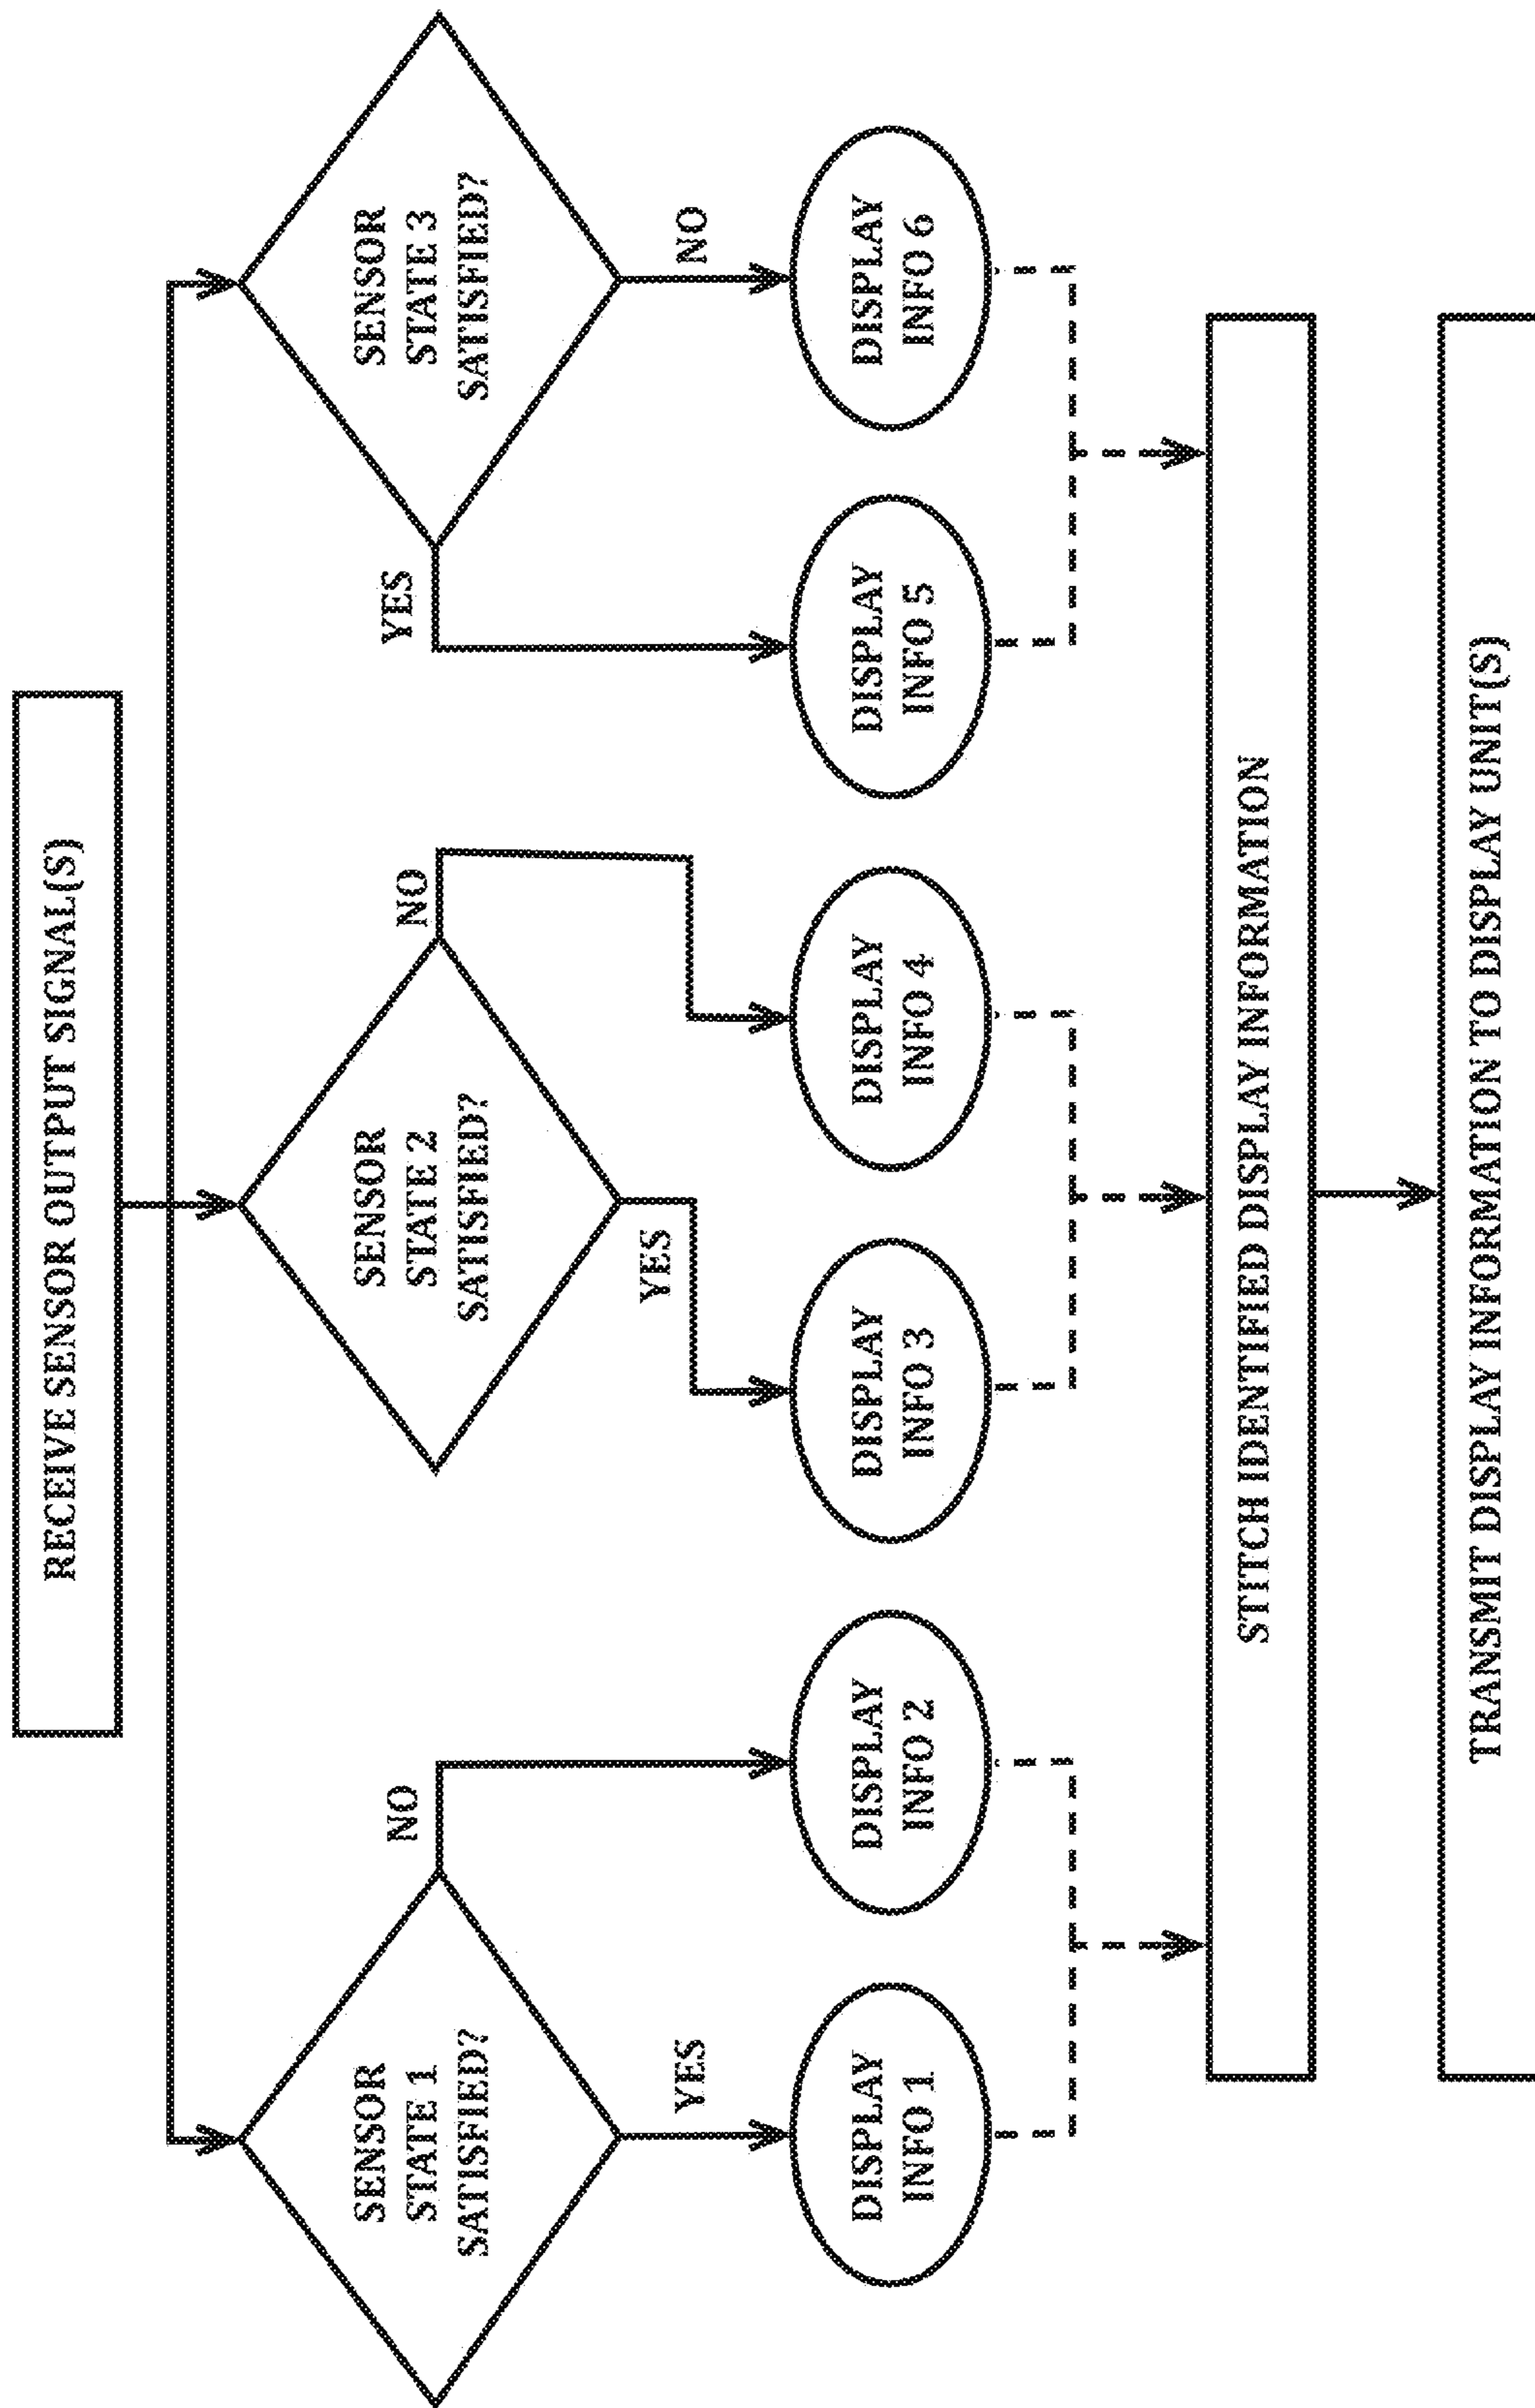 RECEIVE SENSOR OUTPUT SIGNAL(S)
SENSOR
STATE 1
SATISFIED?
SENSOR
STATE 2
SATISFIED?
SENSOR
STATE 3
SATISFIED?
YES
NO
YES
NO
YES
NO
DISPLAY
INFO 1
DISPLAY
INFO 2
DISPLAY
INFO 3
DISPLAY
INFO 4
DISPLAY
INFO 5
DISPLAY
INFO 6
STITCH IDENTIFIED DISPLAY INFORMATION
TRANSMIT DISPLAY INFORMATION TO DISPLAY UNIT(S)